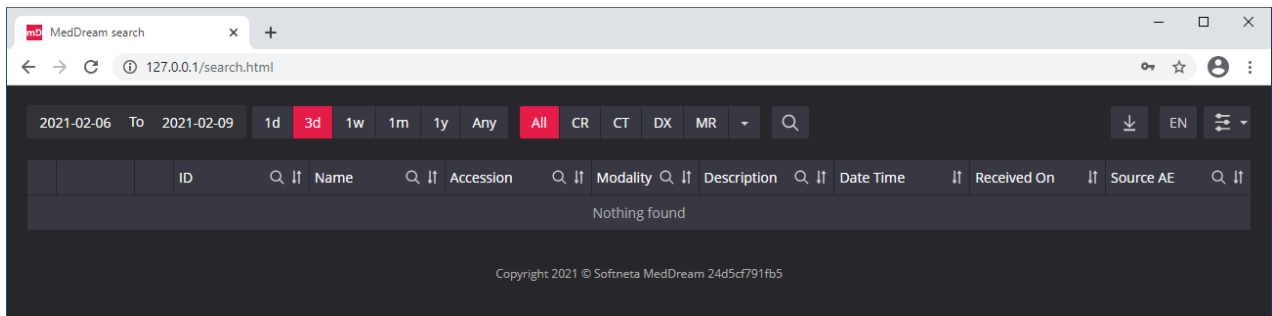 mD MedDream search
127.0.0.1/search.html
2021-02-06 To 2021-02-09 1d 3d 1w 1m 1y Any All CR CT DX MR EN
ID Name Accession Modality Description Date Time Received On Source AE
Nothing found
Copyright 2021 © Softneta MedDream 24d5cf791fb5